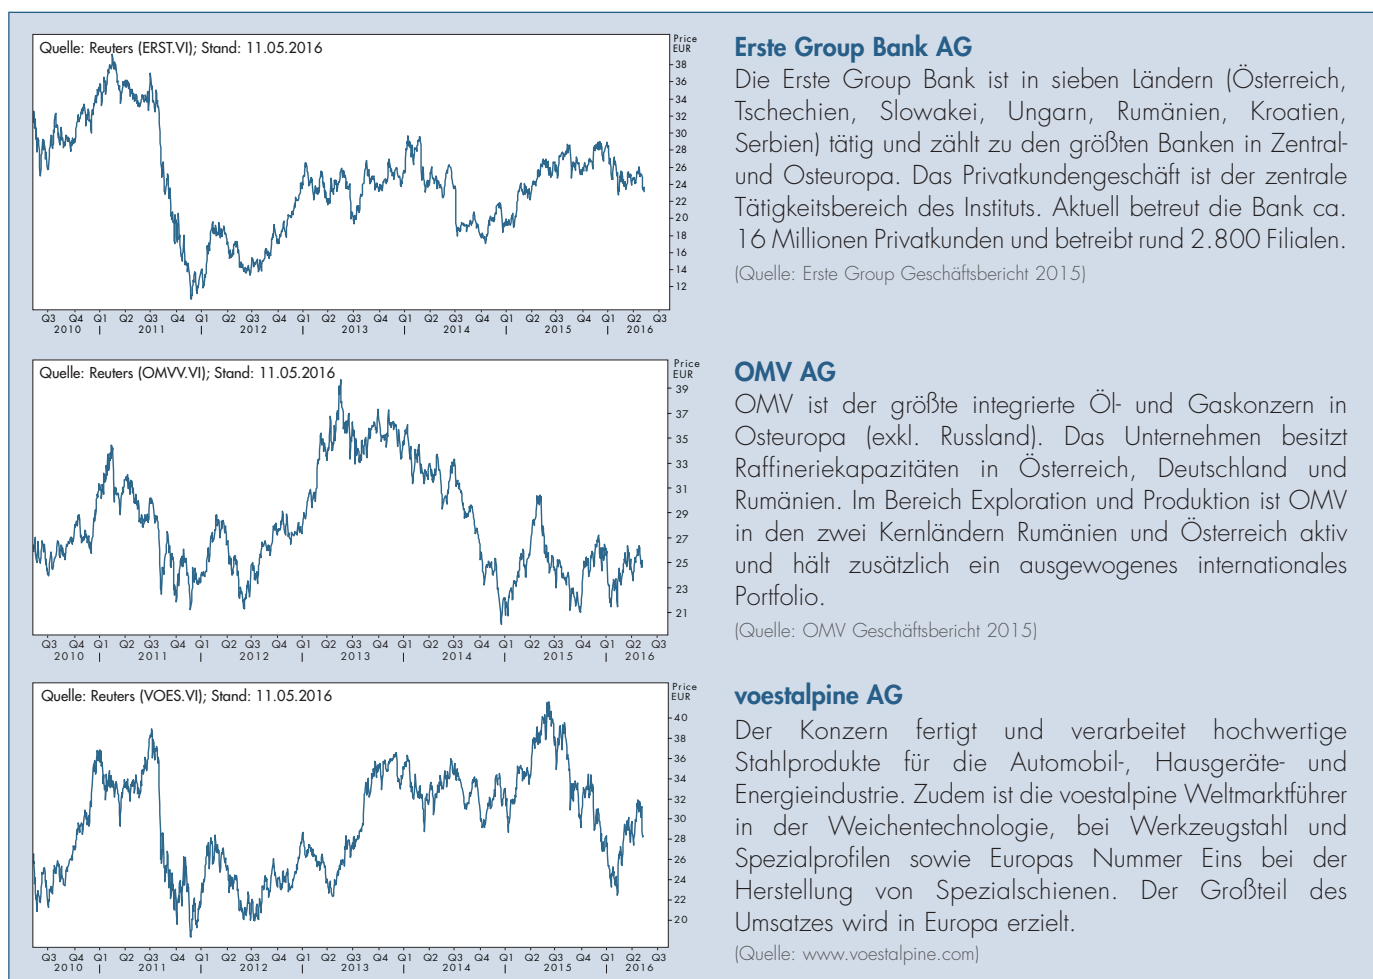 Quelle: Reuters (ERST.VI); Stand: 11.05.2016
Price
EUR
38
36
34
30
28
26
24
20
18
16
14
12
Q3 Q4 Q1 Q2 Q3 Q4 Q1 Q2 Q3 Q4 Q1 Q2 Q3 Q4 Q1 Q2 Q3 Q4 Q1 Q2 Q3 Q4 Q1 Q2 Q3
2010 2011 2012 2013 2014 2015 2016
Erste Group Bank AG
Die Erste Group Bank ist in sieben Ländern (Österreich,
Tschechien, Slowakei, Ungarn, Rumänien, Kroatien,
Serbien) tätig und zählt zu den größten Banken in Zentral-
und Osteuropa. Das Privatkundengeschäft ist der zentrale
Tätigkeitsbereich des Instituts. Aktuell betreut die Bank ca.
16 Millionen Privatkunden und betreibt rund 2.800 Filialen.
(Quelle: Erste Group Geschäftsbericht 2015)
Quelle: Reuters (OMVV.VI); Stand: 11.05.2016
Price
EUR
39
37
35
33
31
29
27
25
23
21
Q3 Q4 Q1 Q2 Q3 Q4 Q1 Q2 Q3 Q4 Q1 Q2 Q3 Q4 Q1 Q2 Q3 Q4 Q1 Q2 Q3 Q4 Q1 Q2 Q3
2010 2011 2012 2013 2014 2015 2016
OMV AG
OMV ist der größte integrierte Öl- und Gaskonzern in
Osteuropa (exkl. Russland). Das Unternehmen besitzt
Raffineriekapazitäten in Österreich, Deutschland und
Rumänien. Im Bereich Exploration und Produktion ist OMV
in den zwei Kernländern Rumänien und Österreich aktiv
und hält zusätzlich ein ausgewogenes internationales
Portfolio.
(Quelle: OMV Geschäftsbericht 2015)
Quelle: Reuters (VOES.VI); Stand: 11.05.2016
Price
EUR
40
36
34
32
30
28
26
24
22
20
Q3 Q4 Q1 Q2 Q3 Q4 Q1 Q2 Q3 Q4 Q1 Q2 Q3 Q4 Q1 Q2 Q3 Q4 Q1 Q2 Q3 Q4 Q1 Q2 Q3
2010 2011 2012 2013 2014 2015 2016
voestalpine AG
Der Konzern fertigt und verarbeitet hochwertige
Stahlprodukte für die Automobil-, Hausgeräte- und
Energieindustrie. Zudem ist die voestalpine Weltmarktführer
in der Weichentechnologie, bei Werkzeugstahl und
Spezialprofilen sowie Europas Nummer Eins bei der
Herstellung von Spezialschienen. Der Großteil des
Umsatzes wird in Europa erzielt.
(Quelle: www.voestalpine.com)